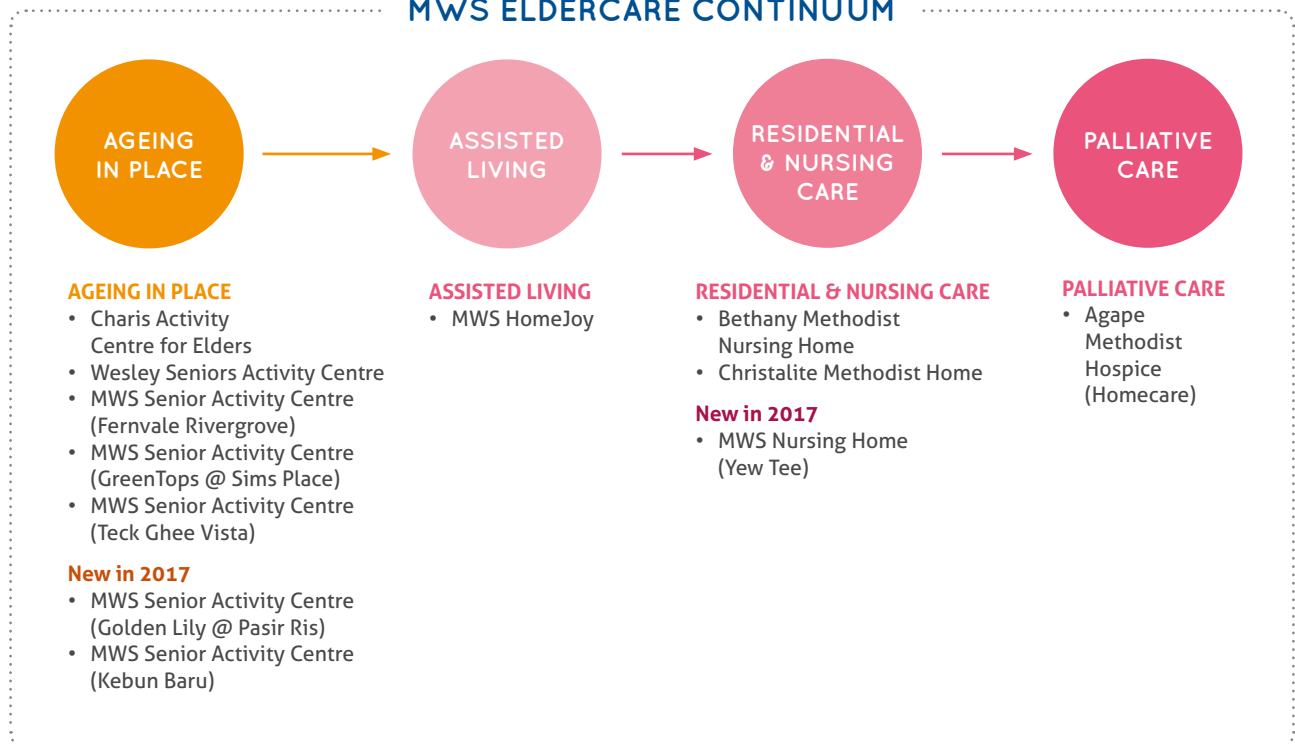 MWS ELDERCARE CONTINUUM
AGEING
IN PLACE
ASSISTED
LIVING
RESIDENTIAL
& NURSING
CARE
PALLIATIVE
CARE
AGEING IN PLACE
• Charis Activity
Centre for Elders
• Wesley Seniors Activity Centre
• MWS Senior Activity Centre
(Fernvale Rivergrove)
• MWS Senior Activity Centre
(GreenTops @ Sims Place)
• MWS Senior Activity Centre
(Teck Ghee Vista)
New in 2017
• MWS Senior Activity Centre
(Golden Lily @ Pasir Ris)
• MWS Senior Activity Centre
(Kebun Baru)
ASSISTED LIVING
• MWS HomeJoy
RESIDENTIAL & NURSING CARE
• Bethany Methodist
Nursing Home
• Christalite Methodist Home
New in 2017
• MWS Nursing Home
(Yew Tee)
PALLIATIVE CARE
• Agape
Methodist
Hospice
(Homecare)